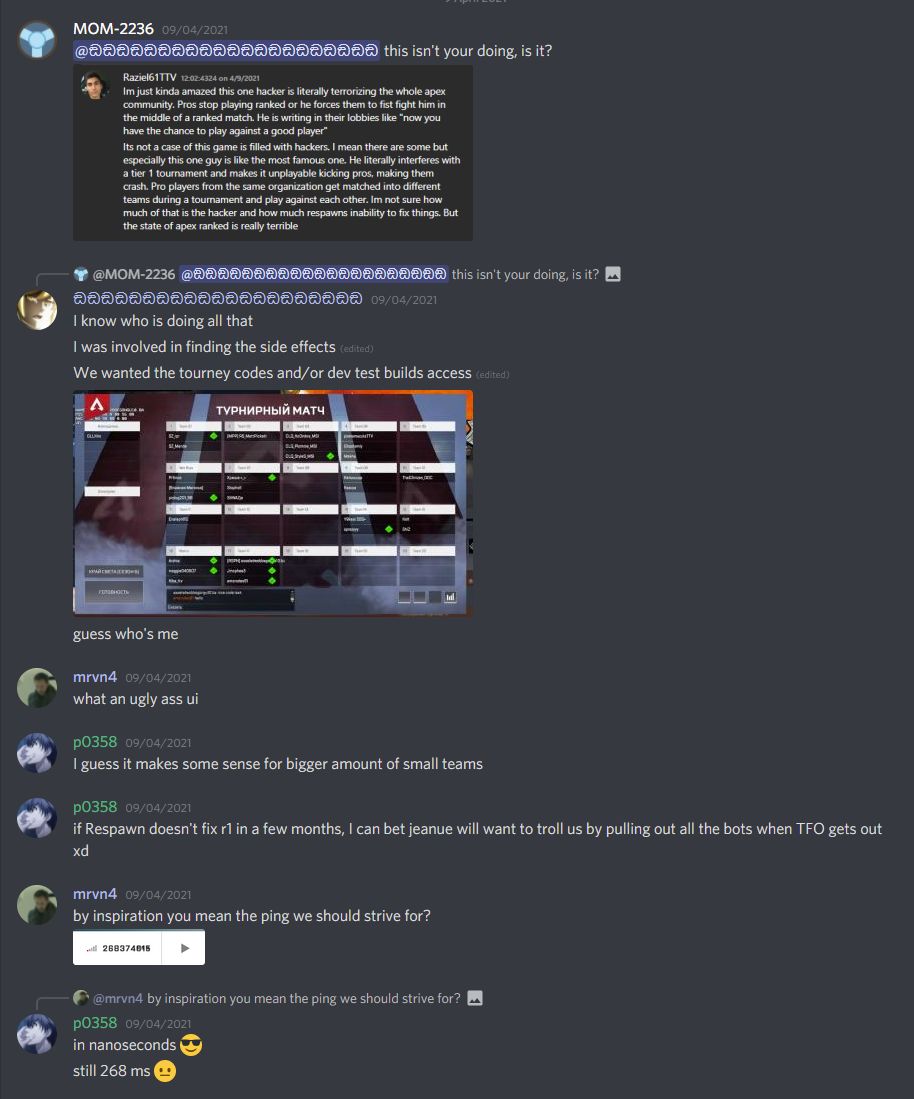 MOM-2236 09/04/2021
@ඞඞඞඞඞඞඞඞඞඞඞඞඞඞඞඞඞඞඞඞඞ this isn't your doing, is it?
Raziel61TTV 12:02:4324 on 4/9/2021
Im just kinda amazed this one hacker is literally terrorizing the whole apex
community. Pros stop playing ranked or he forces them to fist fight him in
the middle of a ranked match. He is writing in their lobbies like "now you
have the chance to play against a good player"
Its not a case of this game is filled with hackers. I mean there are some but
especially this one guy is like the most famous one. He literally interferes with
a tier 1 tournament and makes it unplayable kicking pros, making them
crash. Pro players from the same organization get matched into different
teams during a tournament and play against each other. Im not sure how
much of that is the hacker and how much respawns inability to fix things. But
the state of apex ranked is really terrible
@MOM-2236 @ඞඞඞඞඞඞඞඞඞඞඞඞඞඞඞඞඞඞඞඞඞ this isn't your doing, is it?
ඞඞඞඞඞඞඞඞඞඞඞඞඞඞඞඞඞඞඞඞඞ 09/04/2021
I know who is doing all that
I was involved in finding the side effects (edited)
We wanted the tourney codes and/or dev test builds access (edited)
ТУРНИРНЫЙ МАТЧ
КРАЙ СВЕТА
ГОТОВНОСТЬ
guess who's me
mrvn4 09/04/2021
what an ugly ass ui
p0358 09/04/2021
I guess it makes some sense for bigger amount of small teams
p0358 09/04/2021
if Respawn doesn't fix r1 in a few months, I can bet jeanue will want to troll us by pulling out all the bots when TFO gets out
xd
mrvn4 09/04/2021
by inspiration you mean the ping we should strive for?
268374015
@mrvn4 by inspiration you mean the ping we should strive for?
p0358 09/04/2021
in nanoseconds 😎
still 268 ms 😐